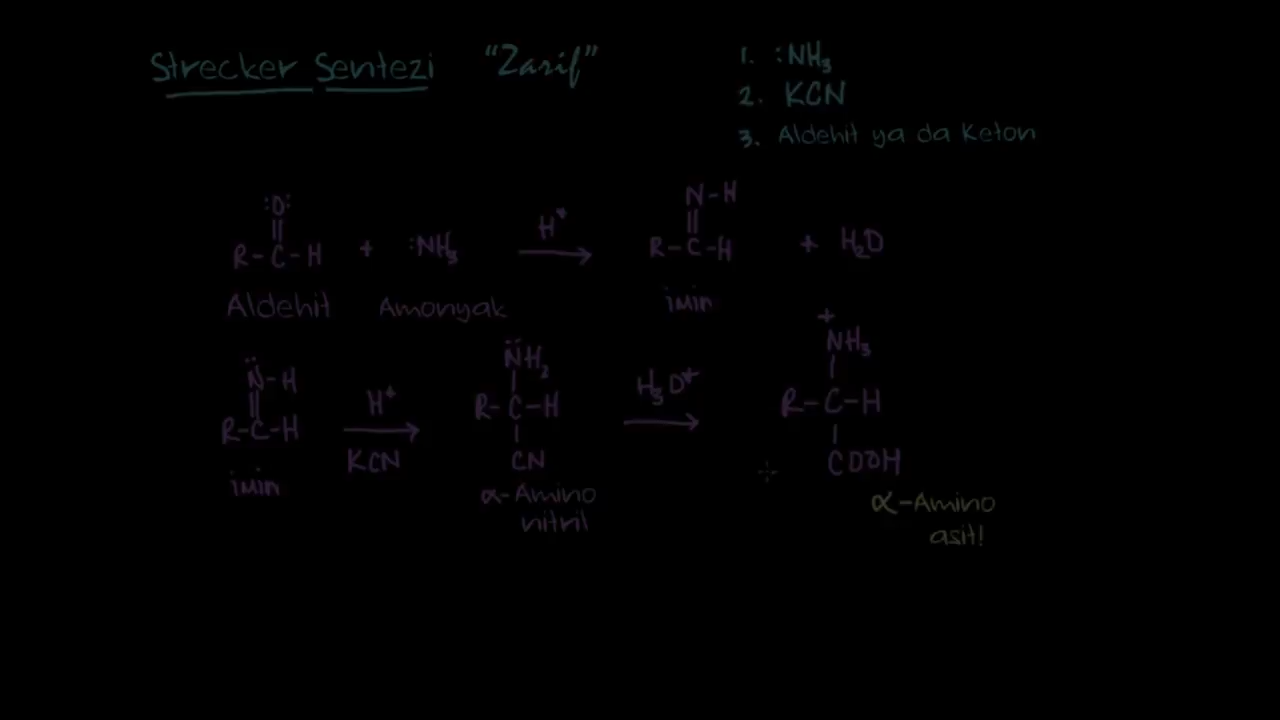 Strecker Sentezi "Zarif"
1. :NH3
2. KCN
3. Aldehit ya da Keton
:O:
||
R-C-H + :NH3 H+ → N-H
||
R-C-H + H2O
Aldehit Amonyak imin
N̈-H
||
R-C-H
imin
H+ →
KCN
N̈H2
|
R-C-H
|
CN
α-Amino
nitril
H3O+ →
+
NH3
|
R-C-H
|
COOH
α-Amino
asit!